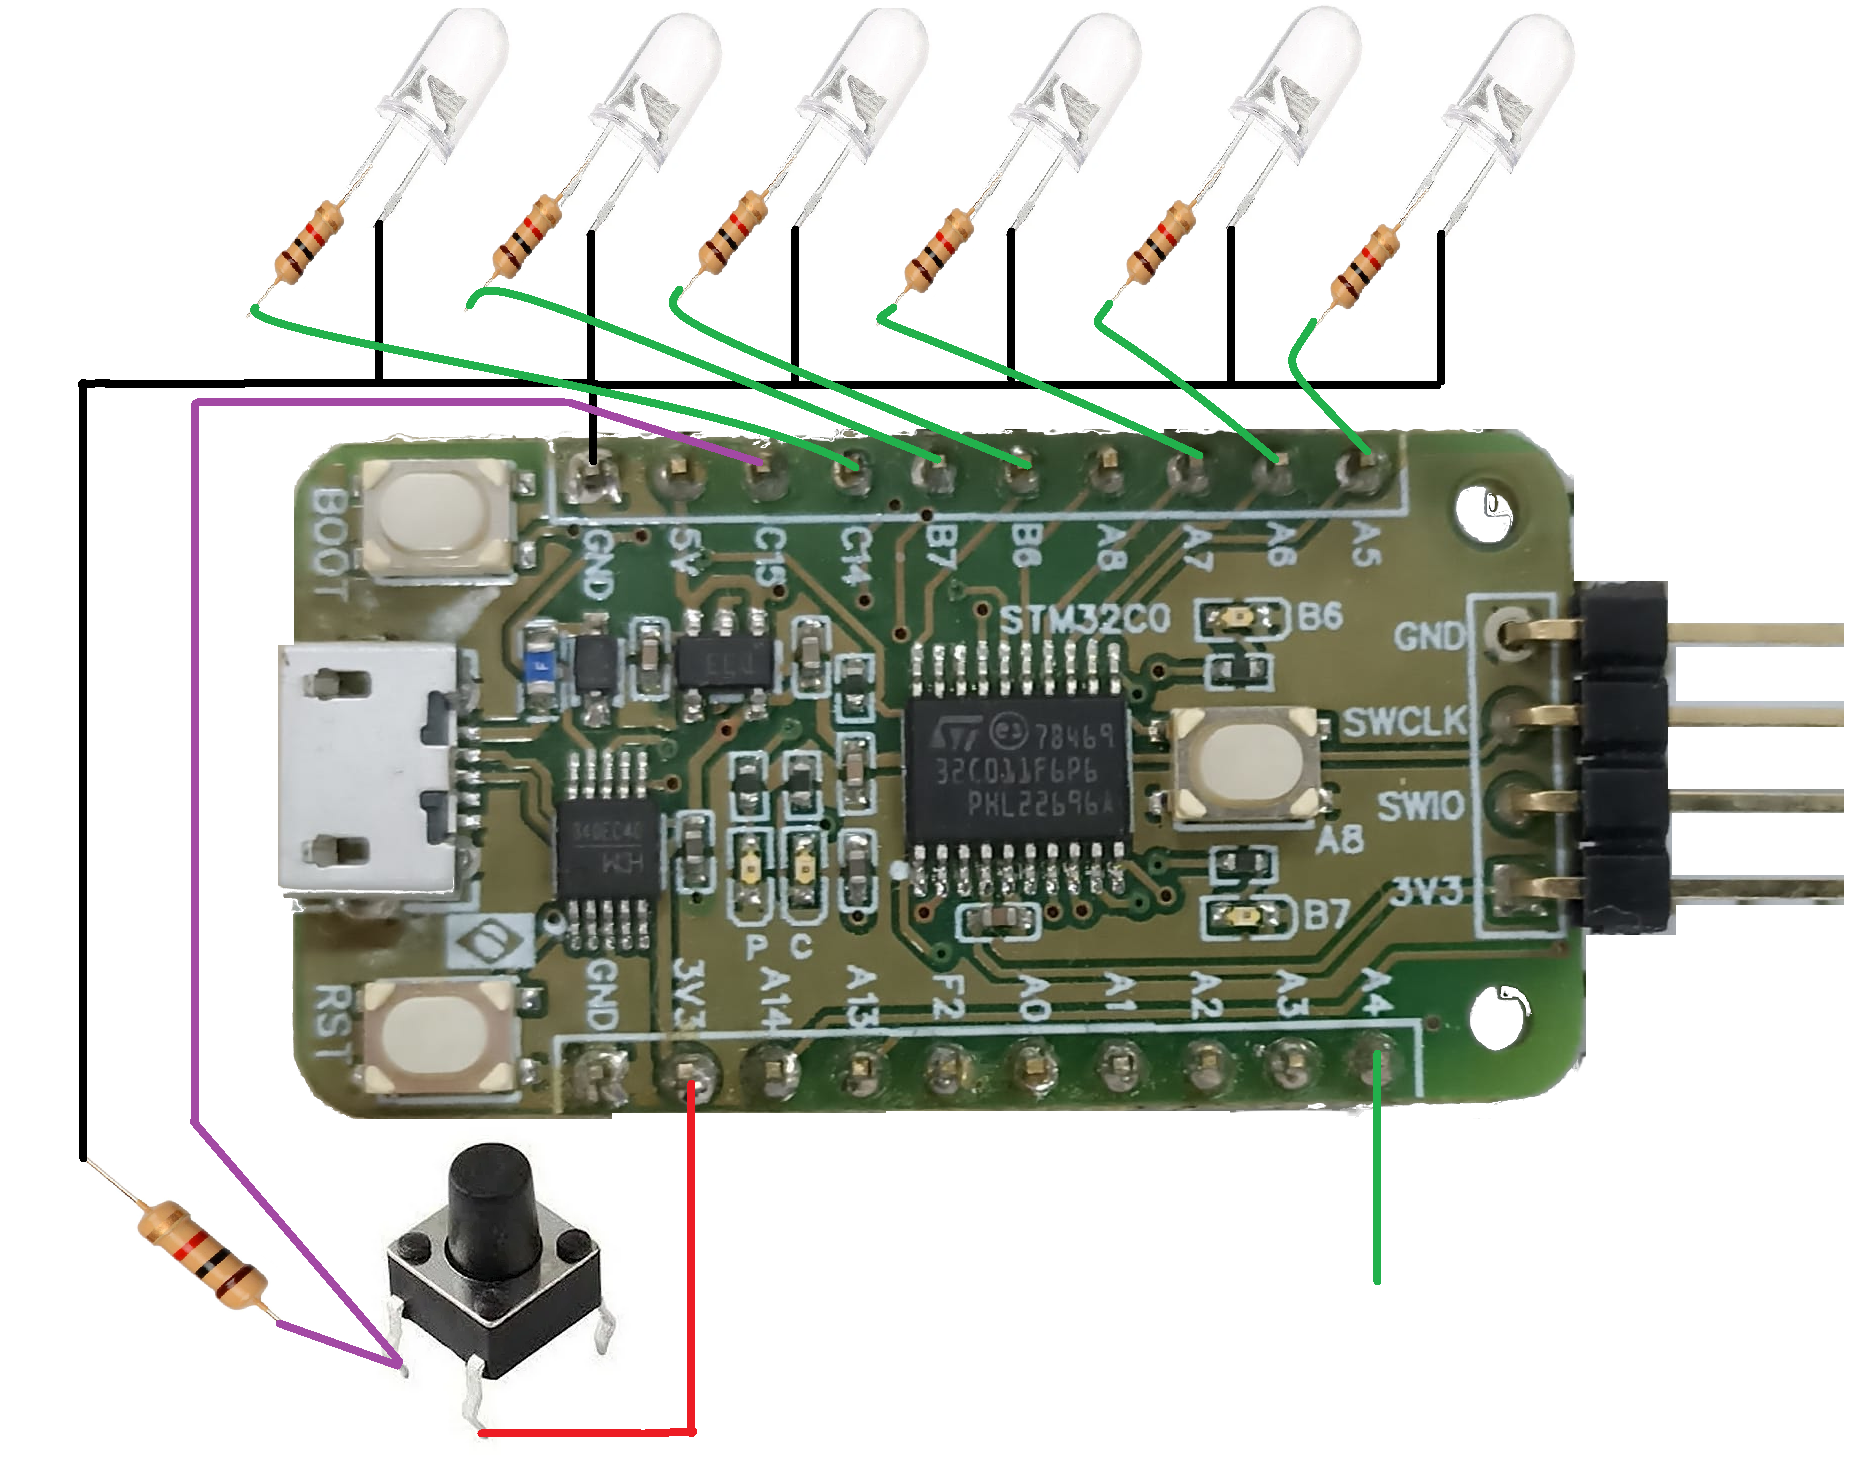 BOOT
GND
5V
C15
C14
B7
B6
A8
A7
A6
A5
STM32C0
B6
GND
SWCLK
SWIO
3V3
78469
32C011F6P6
PHL22696A
A8
B7
P
C
RST
GND
3V3
A14
A13
F2
A0
A1
A2
A3
A4